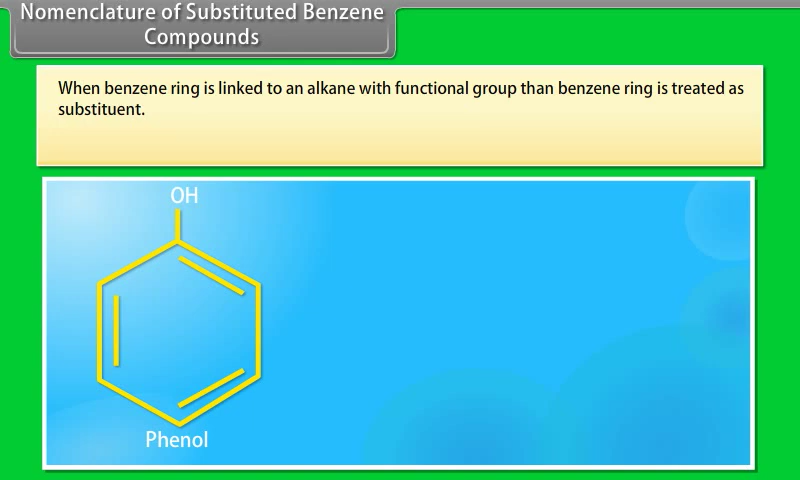 Nomenclature of Substituted Benzene
Compounds
When benzene ring is linked to an alkane with functional group than benzene ring is treated as
substituent.
OH
Phenol